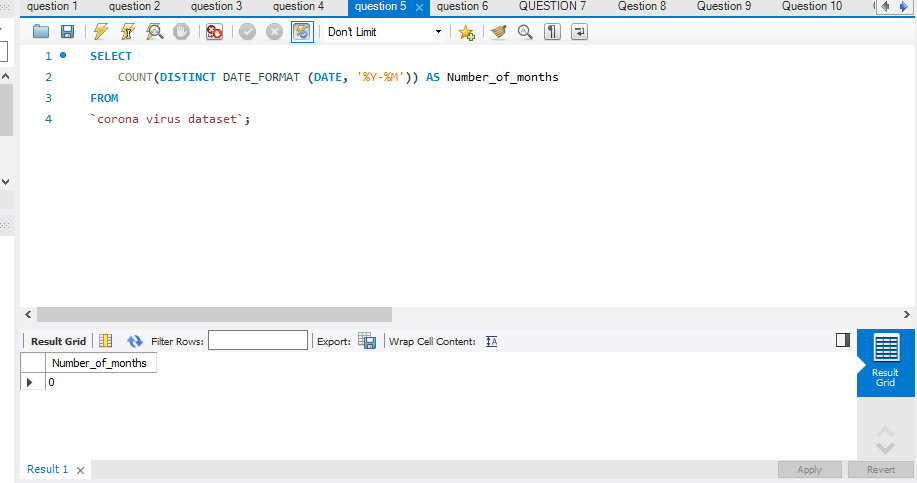 question 1 question 2 question 3 question 4 question 5 question 6 QUESTION 7 Qestion 8 Question 9 Question 10
Don't Limit
1 SELECT
2 COUNT(DISTINCT DATE_FORMAT (DATE, '%Y-%M')) AS Number_of_months
3 FROM
4 `corona virus dataset`;
Result Grid Filter Rows: Export: Wrap Cell Content: IA
Number_of_months
0
Result
Grid
Result 1 Apply Revert